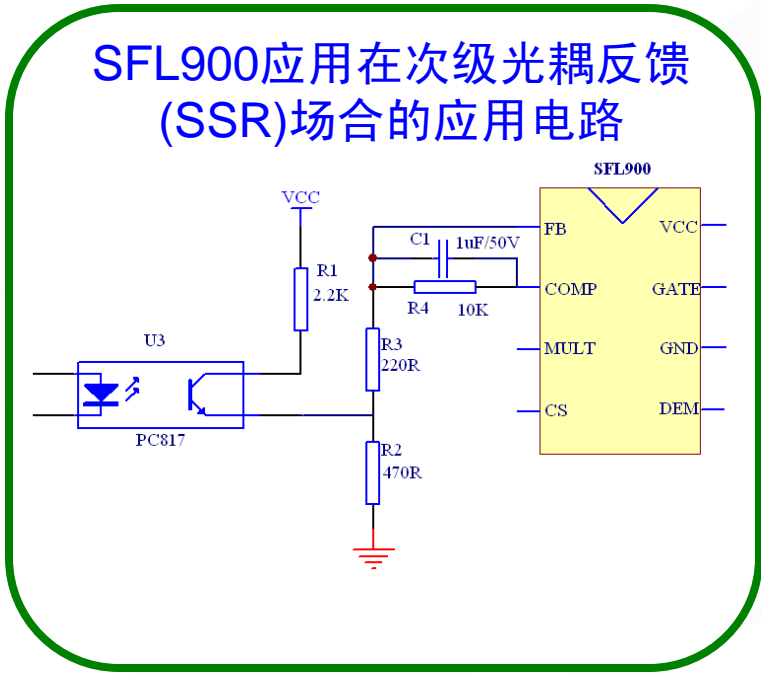 SFL900应用在次级光耦反馈
(SSR)场合的应用电路
SFL900
VCC
FB
VCC
C1
1uF/50V
R1
2.2K
COMP
GATE
R4
10K
U3
R3
220R
MULT
GND
CS
DEM
PC817
R2
470R